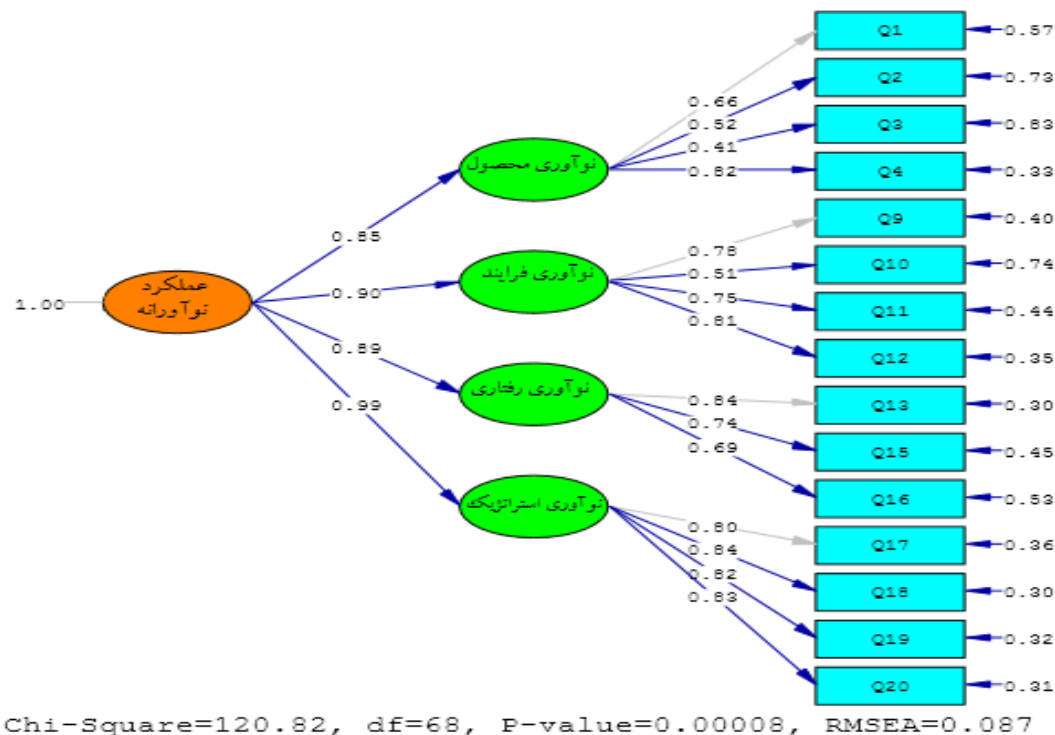 Q1
0.57
Q2
0.73
0.66
0.52
Q3
0.83
0.41
نوآوری محصول
0.82
Q4
0.33
Q9
0.40
0.85
0.78
Q10
0.74
عملکرد
نوآورانه
1.00
0.90
نوآوری فرایند
0.51
0.75
0.81
Q11
0.44
Q12
0.35
0.89
نوآوری رفتاری
0.84
Q13
0.30
0.99
0.74
0.69
Q15
0.45
Q16
0.53
نوآوری استراتژیک
0.80
Q17
0.36
0.84
0.82
0.83
Q18
0.30
Q19
0.32
Q20
0.31
Chi-Square=120.82, df=68, P-value=0.00008, RMSEA=0.087